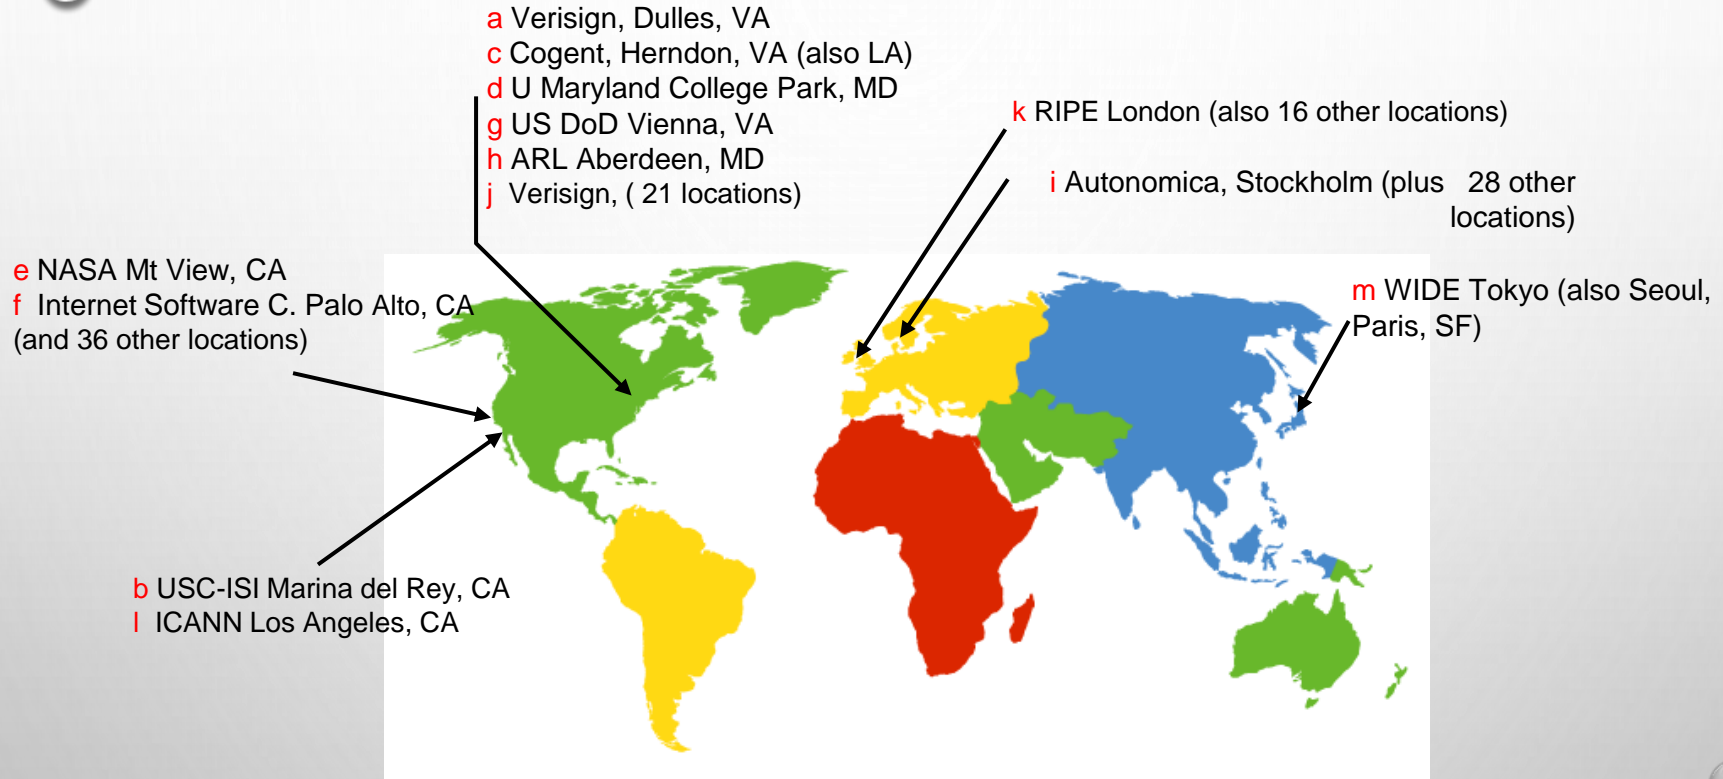 a Verisign, Dulles, VA
c Cogent, Herndon, VA (also LA)
d U Maryland College Park, MD
g US DoD Vienna, VA
h ARL Aberdeen, MD
j Verisign, ( 21 locations)
k RIPE London (also 16 other locations)
i Autonomica, Stockholm (plus 28 other
locations)
e NASA Mt View, CA
f Internet Software C. Palo Alto, CA
(and 36 other locations)
m WIDE Tokyo (also Seoul,
Paris, SF)
b USC-ISI Marina del Rey, CA
l ICANN Los Angeles, CA